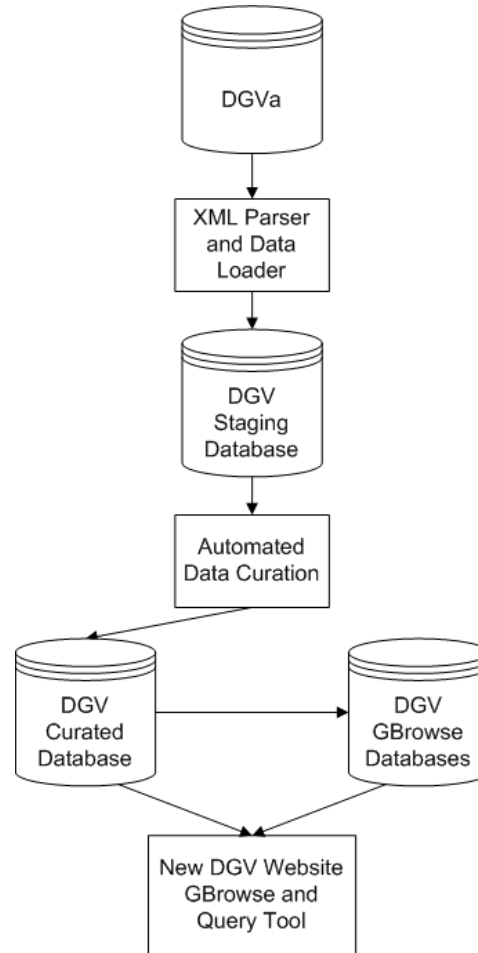 DGVa
XML Parser
and Data
Loader
DGV
Staging
Database
Automated
Data Curation
DGV
Curated
Database
DGV
GBrowse
Databases
New DGV Website
GBrowse and
Query Tool